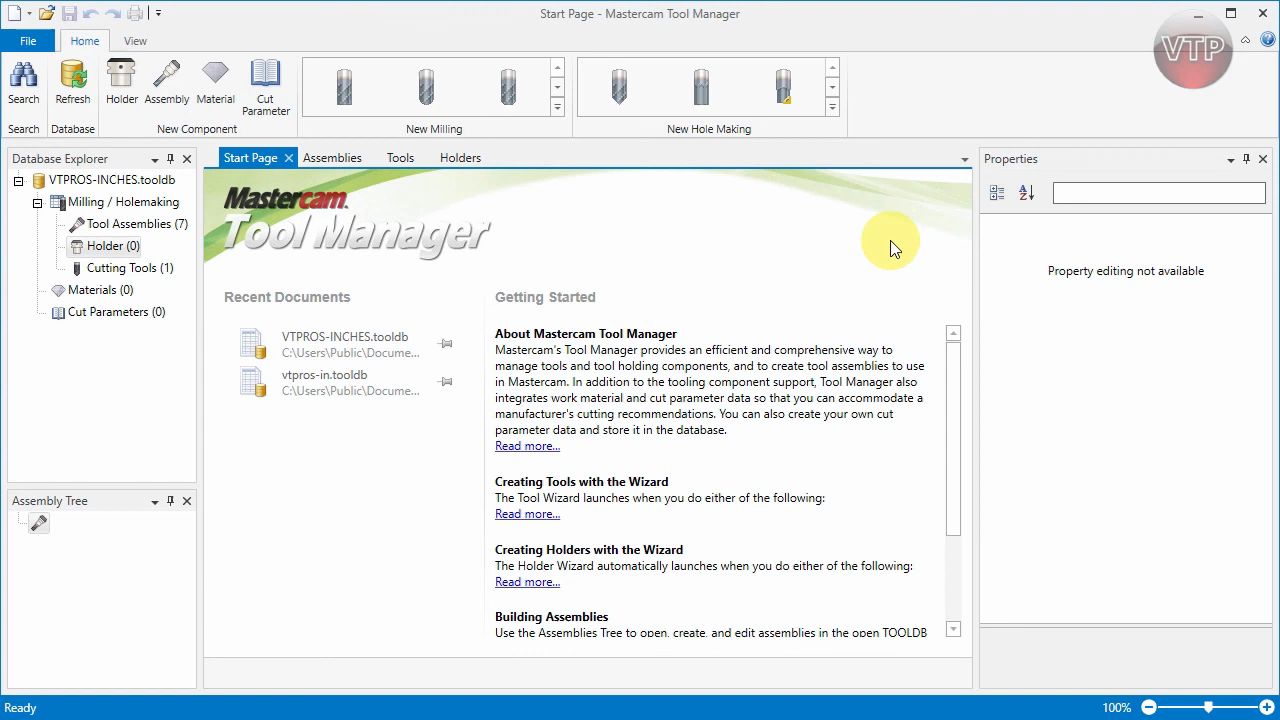 Start Page - Mastercam Tool Manager
VTP
File
Home
View
Search
Refresh
Holder
Assembly
Material
Cut
Parameter
Search
Database
New Component
New Milling
New Hole Making
Database Explorer
Start Page
Assemblies
Tools
Holders
Properties
VTPROS-INCHES.tooldb
Milling / Holemaking
Tool Assemblies (7)
Holder (0)
Cutting Tools (1)
Materials (0)
Cut Parameters (0)
Mastercam
Tool Manager
Property editing not available
Recent Documents
VTPROS-INCHES.tooldb
C:\Users\Public\Docume...
vtpros-in.tooldb
C:\Users\Public\Docume...
Getting Started
About Mastercam Tool Manager
Mastercam's Tool Manager provides an efficient and comprehensive way to
manage tools and tool holding components, and to create tool assemblies to use
in Mastercam. In addition to the tooling component support, Tool Manager also
integrates work material and cut parameter data so that you can accommodate a
manufacturer's cutting recommendations. You can also create your own cut
parameter data and store it in the database.
Read more...
Creating Tools with the Wizard
The Tool Wizard launches when you do either of the following:
Read more...
Creating Holders with the Wizard
The Holder Wizard automatically launches when you do either of the following:
Read more...
Building Assemblies
Use the Assemblies Tree to open, create, and edit assemblies in the open TOOLDB
Assembly Tree
Ready
100%